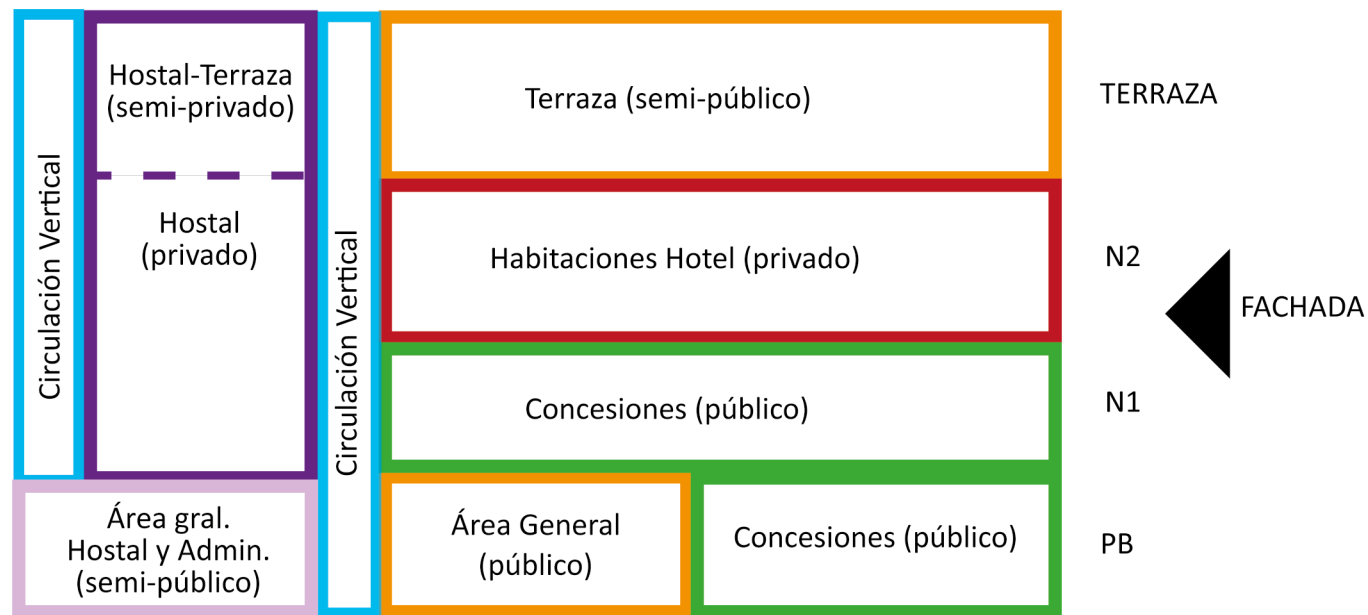 Circulación Vertical
Hostal-Terraza
(semi-privado)
Hostal
(privado)
Área gral.
Hostal y Admin.
(semi-público)
Circulación Vertical
Terraza (semi-público)
Habitaciones Hotel (privado)
Concesiones (público)
Área General
(público)
Concesiones (público)
TERRAZA
N2
N1
PB
FACHADA